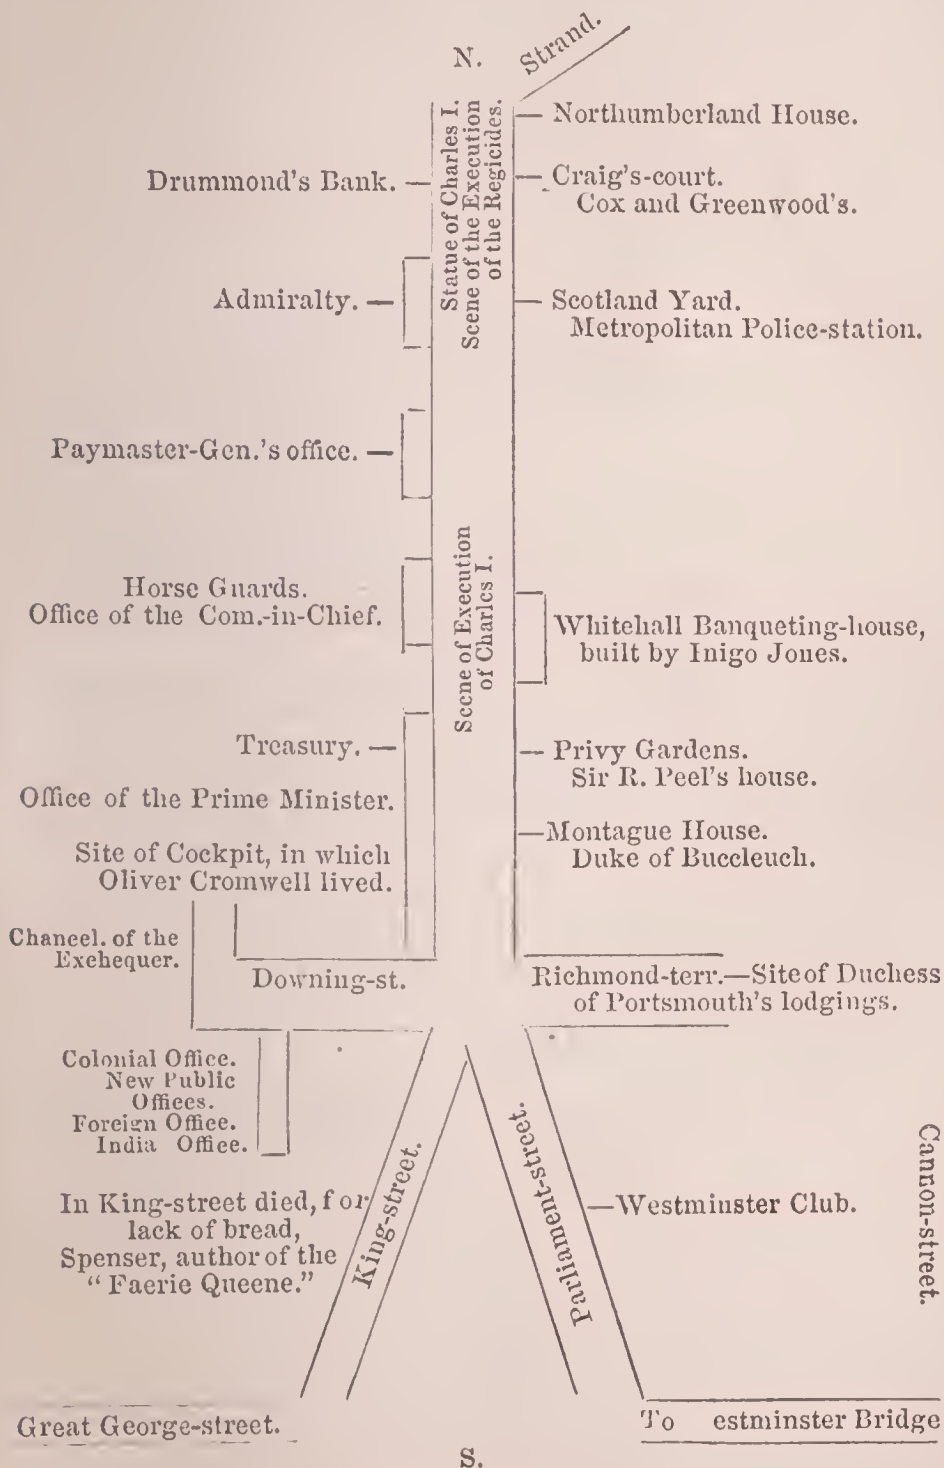 N.
Strand.
Statue of Charles I.
Scene of the Execution
of the Regicides.
Northumberland House.
Drummond's Bank.
Craig's-court.
Cox and Greenwood's.
Admiralty.
Scotland Yard.
Metropolitan Police-station.
Paymaster-Gen.'s office.
Scene of Execution
of Charles I.
Horse Guards.
Office of the Com.-in-Chief.
Whitehall Banqueting-house,
built by Inigo Jones.
Treasury.
Privy Gardens.
Sir R. Peel's house.
Office of the Prime Minister.
Montague House.
Duke of Buccleuch.
Site of Cockpit, in which
Oliver Cromwell lived.
Chancel. of the
Exchequer.
Downing-st.
Richmond-terr.—Site of Duchess
of Portsmouth's lodgings.
Colonial Office.
New Public
Offices.
Foreign Office.
India Office.
King-street.
Parliament-street.
Cannon-street.
In King-street died, for
lack of bread,
Spenser, author of the
"Faerie Queene."
Westminster Club.
Great George-street.
To estminster Bridge
S.